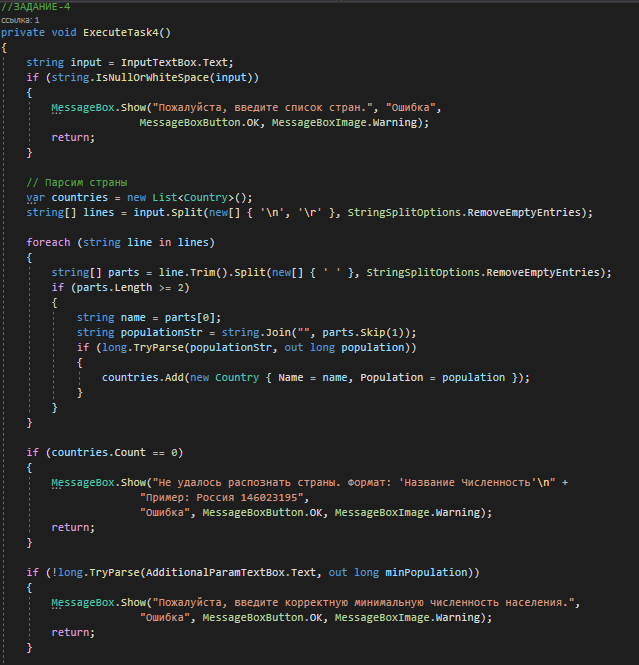 //ЗАДАНИЕ-4
ссылка: 1
private void ExecuteTask4()
{
    string input = InputTextBox.Text;
    if (string.IsNullOrWhiteSpace(input))
    {
        MessageBox.Show("Пожалуйста, введите список стран.", "Ошибка",
                      MessageBoxButton.OK, MessageBoxImage.Warning);
        return;
    }

    // Парсим страны
    var countries = new List<Country>();
    string[] lines = input.Split(new[] { '\n', '\r' }, StringSplitOptions.RemoveEmptyEntries);

    foreach (string line in lines)
    {
        string[] parts = line.Trim().Split(new[] { ' ' }, StringSplitOptions.RemoveEmptyEntries);
        if (parts.Length >= 2)
        {
            string name = parts[0];
            string populationStr = string.Join("", parts.Skip(1));
            if (long.TryParse(populationStr, out long population))
            {
                countries.Add(new Country { Name = name, Population = population });
            }
        }
    }

    if (countries.Count == 0)
    {
        MessageBox.Show("Не удалось распознать страны. Формат: 'Название Численность'\n" +
                      "Пример: Россия 146023195",
                      "Ошибка", MessageBoxButton.OK, MessageBoxImage.Warning);
        return;
    }

    if (!long.TryParse(AdditionalParamTextBox.Text, out long minPopulation))
    {
        MessageBox.Show("Пожалуйста, введите корректную минимальную численность населения.",
                      "Ошибка", MessageBoxButton.OK, MessageBoxImage.Warning);
        return;
    }